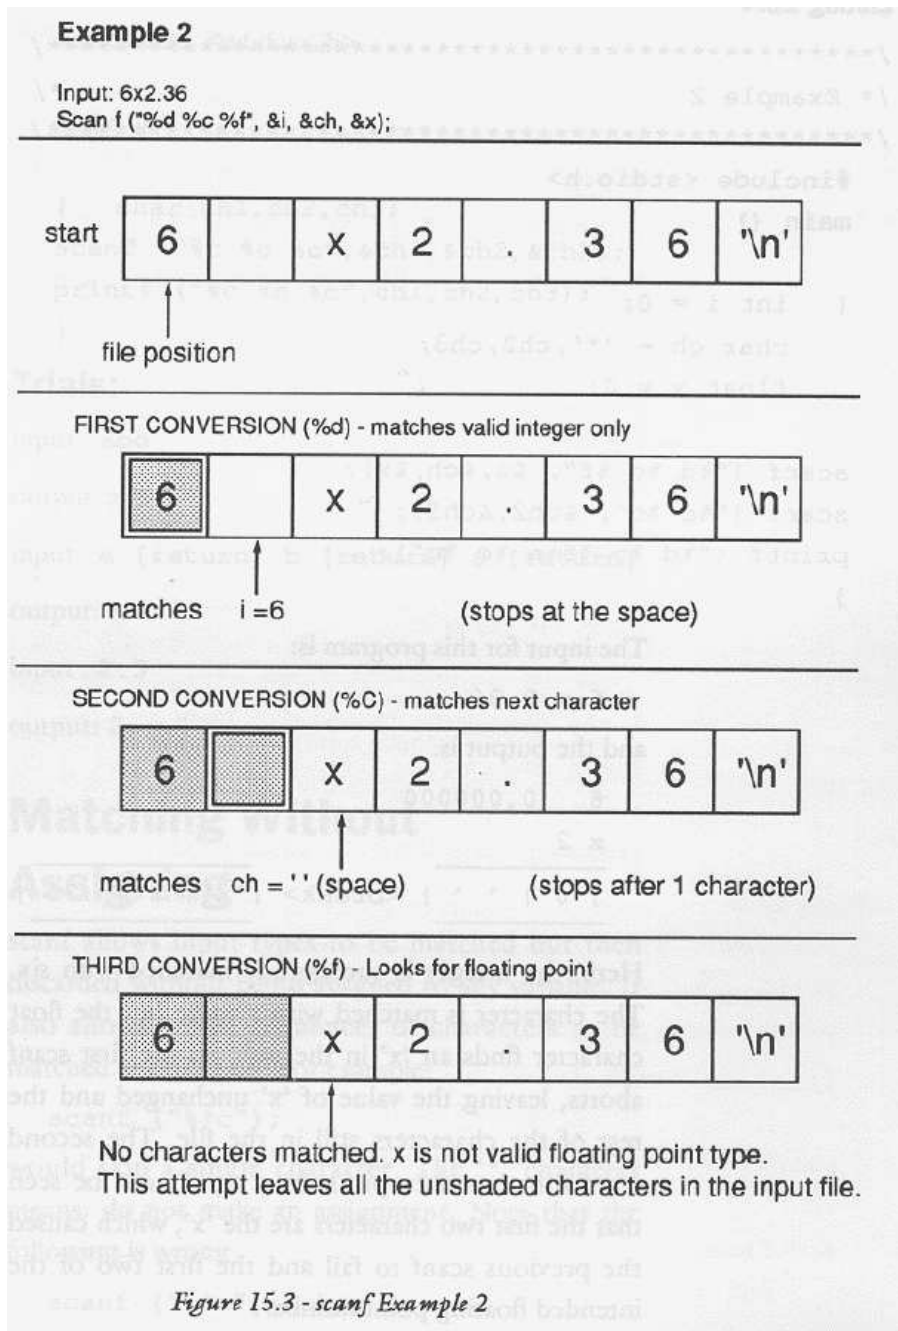 Example 2
Input: 6x2.36
Scan f ("%d %c %f", &i, &ch, &x);
start 6 x 2 . 3 6 '\n'
file position
FIRST CONVERSION (%d) - matches valid integer only
6 x 2 . 3 6 '\n'
matches i =6 (stops at the space)
SECOND CONVERSION (%C) - matches next character
6 x 2 . 3 6 '\n'
matches ch = ' ' (space) (stops after 1 character)
THIRD CONVERSION (%f) - Looks for floating point
6 x 2 3 6 '\n'
No characters matched. x is not valid floating point type.
This attempt leaves all the unshaded characters in the input file.
Figure 15.3- scanf Example 2